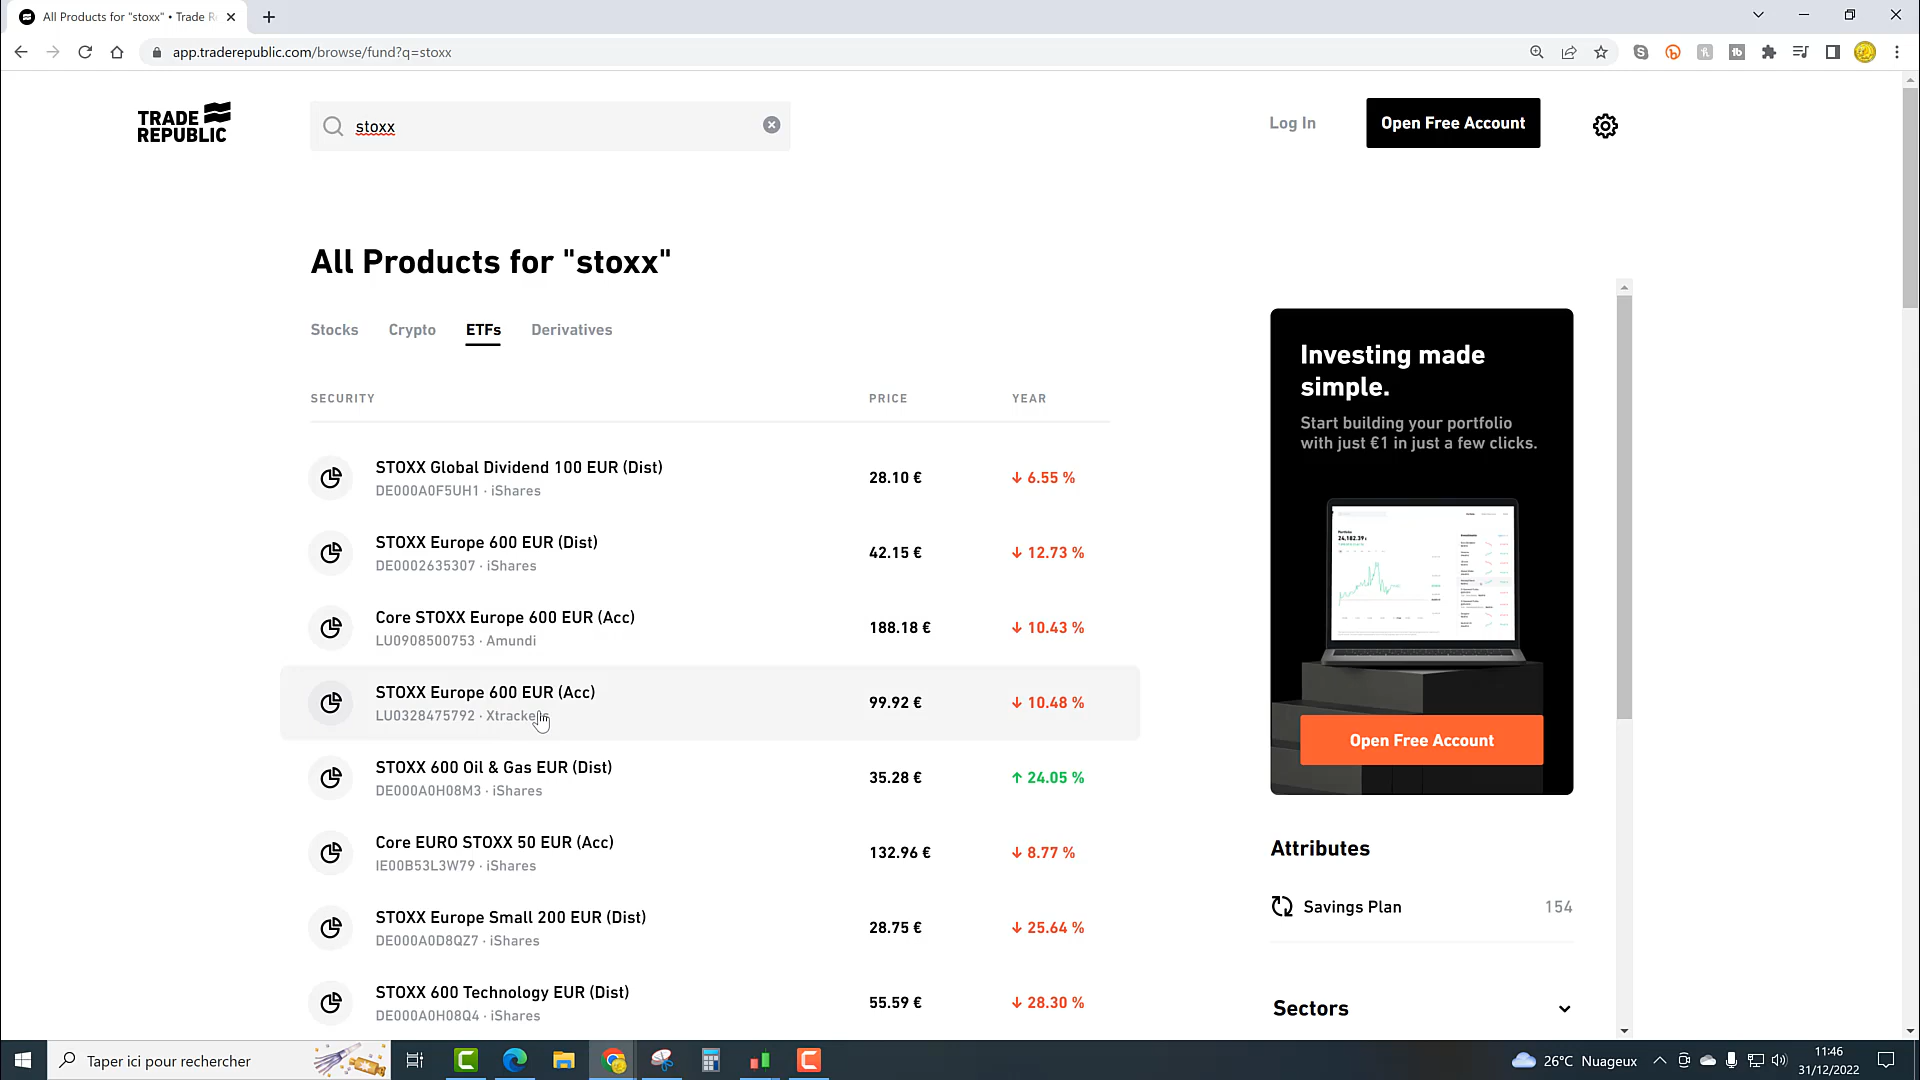 All Products for "stoxx" • Trade R
app.traderepublic.com/browse/fund?q=stoxx
TRADE
REPUBLIC
stoxx
Log In
Open Free Account
All Products for "stoxx"
Stocks
Crypto
ETFs
Derivatives
SECURITY
PRICE
YEAR
STOXX Global Dividend 100 EUR (Dist)
DE000A0F5UH1 · iShares
28.10 €
↓ 6.55 %
STOXX Europe 600 EUR (Dist)
DE0002635307 · iShares
42.15 €
↓ 12.73 %
Core STOXX Europe 600 EUR (Acc)
LU0908500753 · Amundi
188.18 €
↓ 10.43 %
STOXX Europe 600 EUR (Acc)
LU0328475792 · Xtrackers
99.92 €
↓ 10.48 %
STOXX 600 Oil & Gas EUR (Dist)
DE000A0H08M3 · iShares
35.28 €
↑ 24.05 %
Core EURO STOXX 50 EUR (Acc)
IE00B53L3W79 · iShares
132.96 €
↓ 8.77 %
STOXX Europe Small 200 EUR (Dist)
DE000A0D8QZ7 · iShares
28.75 €
↓ 25.64 %
STOXX 600 Technology EUR (Dist)
DE000A0H08Q4 · iShares
55.59 €
↓ 28.30 %
Investing made
simple.
Start building your portfolio
with just €1 in just a few clicks.
24,182.39 €
Open Free Account
Attributes
Savings Plan
154
Sectors
Taper ici pour rechercher
26°C Nuageux
11:46
31/12/2022